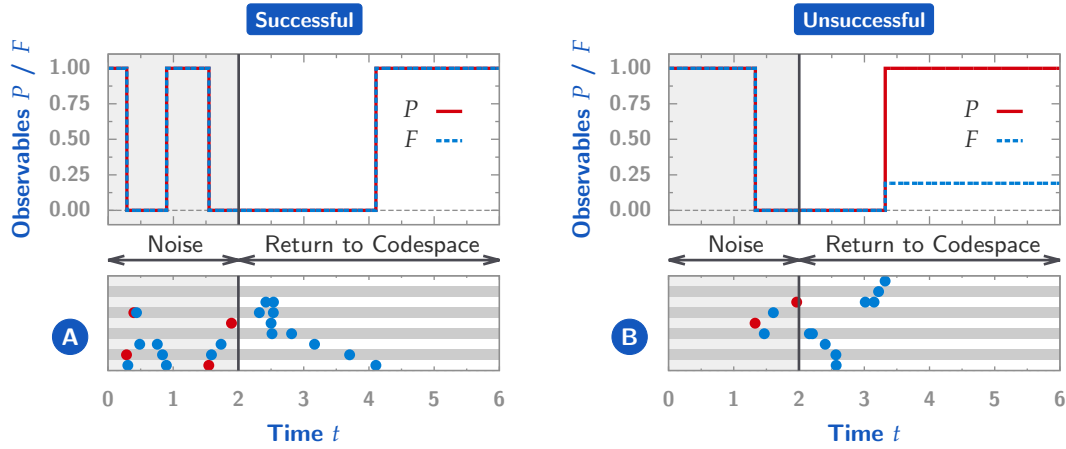 Successful
Unsuccessful
Observables P / F
1.00
0.75
0.50
0.25
0.00
P
F
Observables P / F
1.00
0.75
0.50
0.25
0.00
P
F
Noise
Return to Codespace
Noise
Return to Codespace
A
B
0 1 2 3 4 5 6
0 1 2 3 4 5 6
Time t
Time t